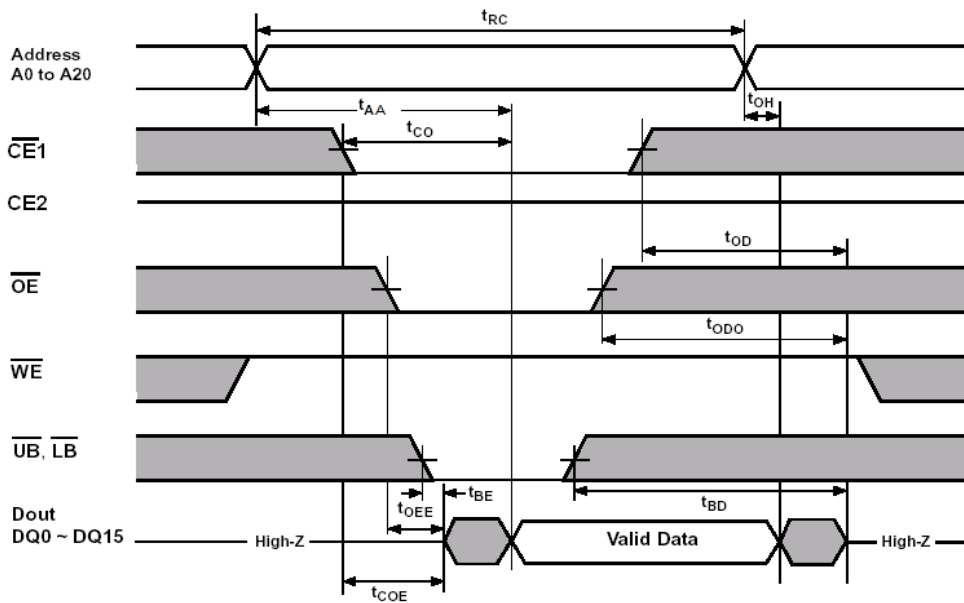 tRC
Address
A0 to A20
tAA
tOH
tCO
CE1
CE2
tOD
OE
tODO
WE
UB, LB
tBE
tBD
tOEE
Dout
DQ0 ~ DQ15
High-Z
Valid Data
High-Z
tCOE